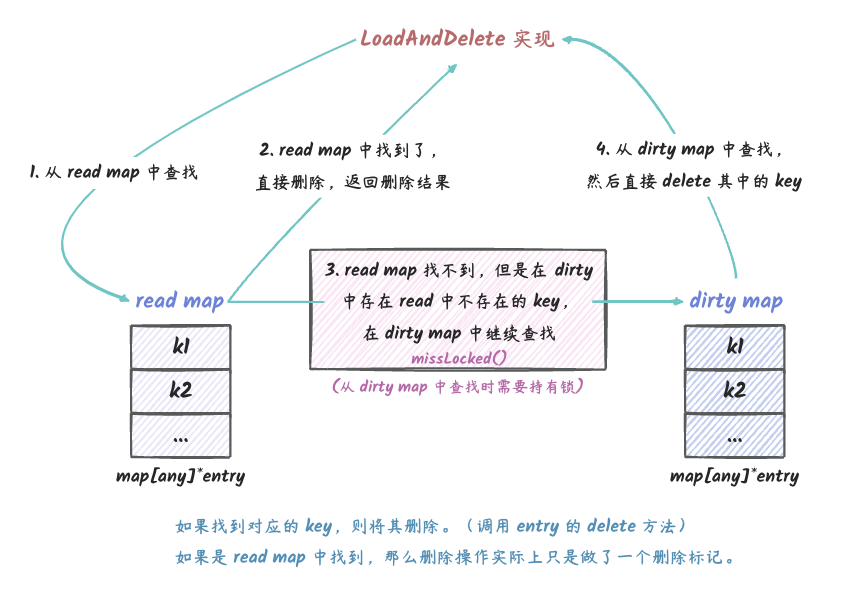 LoadAndDelete 实现
1. 从 read map 中查找
2. read map 中找到了，
直接删除，返回删除结果
4. 从 dirty map 中查找，
然后直接 delete 其中的 key
3. read map 找不到，但是在 dirty
中存在 read 中不存在的 key，
在 dirty map 中继续查找
missLocked()
(从 dirty map 中查找时需要持有锁)
read map
k1
k2
...
map[any]*entry
dirty map
k1
k2
...
map[any]*entry
如果找到对应的 key，则将其删除。（调用 entry 的 delete 方法）
如果是 read map 中找到，那么删除操作实际上只是做了一个删除标记。